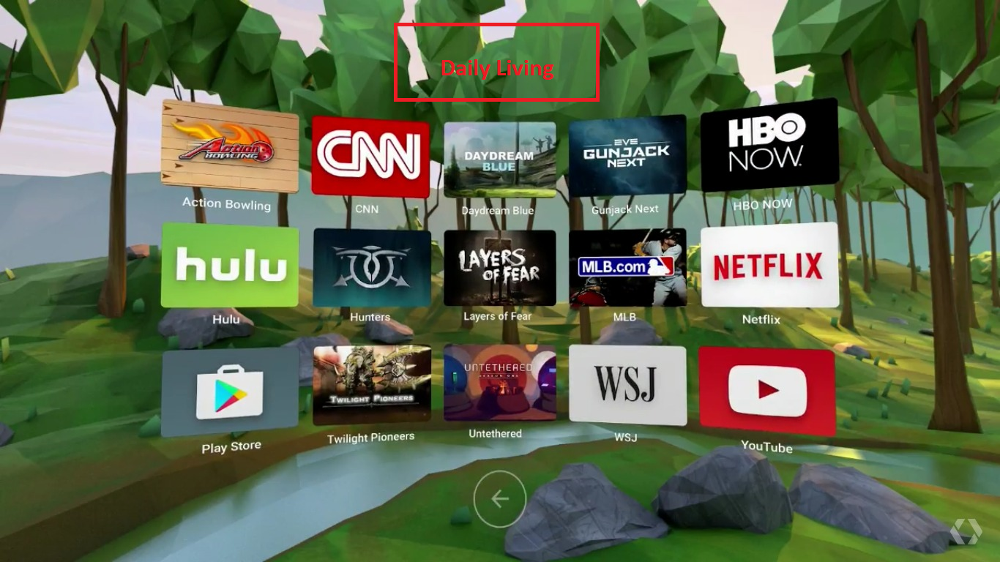 Daily Living
Action
BOWLING
Action Bowling
CNN
CNN
DAYDREAM
BLUE
Daydream Blue
EVE
GUNJACK
NEXT
Gunjack Next
HBO
NOW.
HBO NOW
hulu
Hulu
Hunters
LAYERS
OF FEAR
Layers of Fear
MLB.com
MLB
NETFLIX
Netflix
Play Store
TWILIGHT PIONEERS
Twilight Pioneers
UNTETHERED
SEASON ONE
Untethered
WSJ
WSJ
YouTube